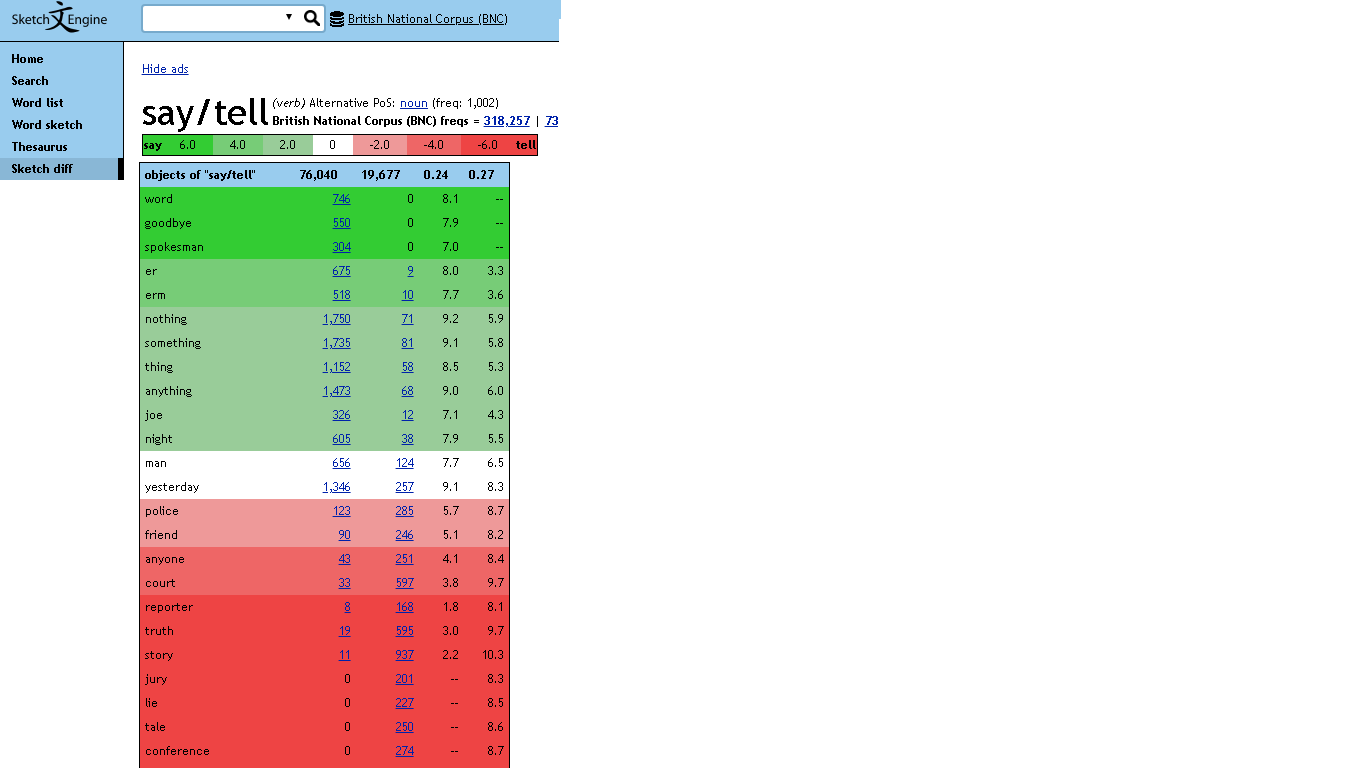 Sketch Engine British National Corpus (BNC)
Home
Search
Word list
Word sketch
Thesaurus
Sketch diff
Hide ads
say/tell (verb) Alternative PoS: noun (freq: 1,002)
British National Corpus (BNC) freqs = 318,257 | 73
say 6.0 4.0 2.0 0 -2.0 -4.0 -6.0 tell
objects of "say/tell" 76,040 19,677 0.24 0.27
word 746 0 8.1 --
goodbye 550 0 7.9 --
spokesman 304 0 7.0 --
er 675 9 8.0 3.3
erm 518 10 7.7 3.6
nothing 1,750 71 9.2 5.9
something 1,735 81 9.1 5.8
thing 1,152 58 8.5 5.3
anything 1,473 68 9.0 6.0
joe 326 12 7.1 4.3
night 605 38 7.9 5.5
man 656 124 7.7 6.5
yesterday 1,346 257 9.1 8.3
police 123 285 5.7 8.7
friend 90 246 5.1 8.2
anyone 43 251 4.1 8.4
court 33 597 3.8 9.7
reporter 8 168 1.8 8.1
truth 19 595 3.0 9.7
story 11 937 2.2 10.3
jury 0 201 -- 8.3
lie 0 227 -- 8.5
tale 0 250 -- 8.6
conference 0 274 -- 8.7